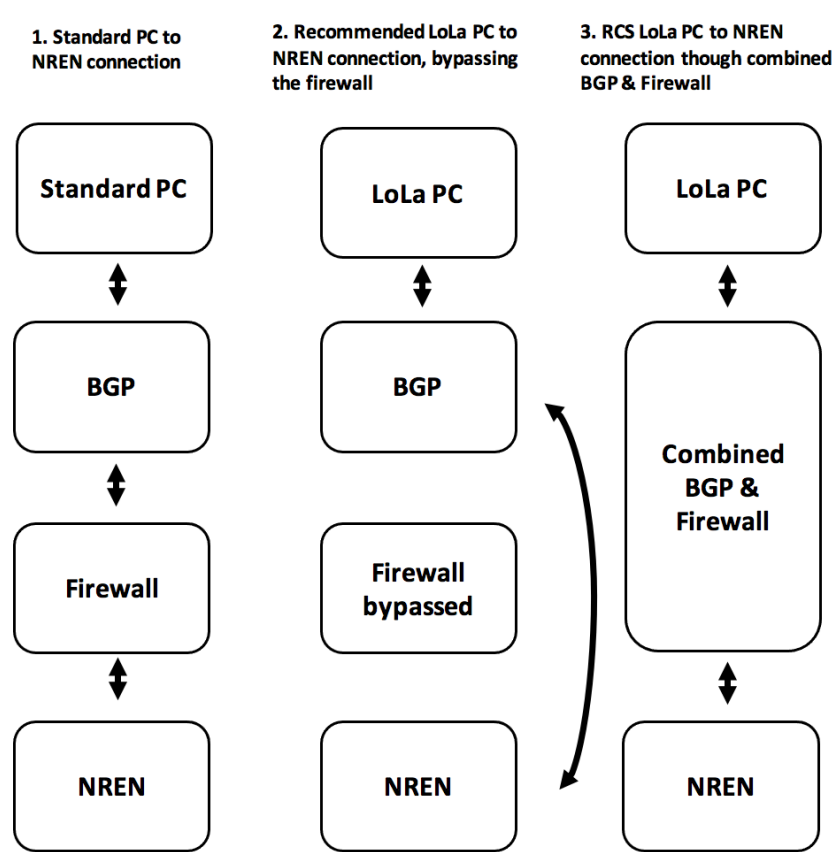 1. Standard PC to
NREN connection
2. Recommended LoLa PC to
NREN connection, bypassing
the firewall
3. RCS LoLa PC to NREN
connection though combined
BGP & Firewall
Standard PC
BGP
Firewall
NREN
LoLa PC
BGP
Firewall
bypassed
NREN
LoLa PC
Combined
BGP &
Firewall
NREN